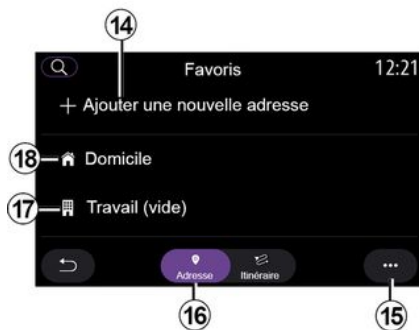 14
Favoris 12:21
+ Ajouter une nouvelle adresse
18 Domicile
17 Travail (vide)
Adresse Itinéraire ...
16 15